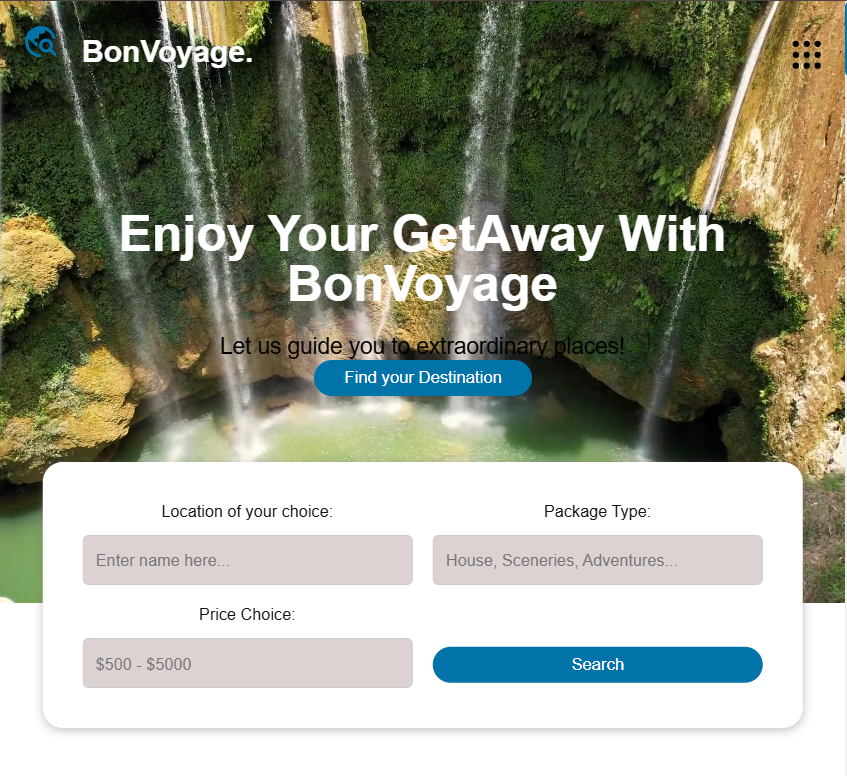 BonVoyage.
Enjoy Your GetAway With
BonVoyage
Let us guide you to extraordinary places!
Find your Destination
Location of your choice:
Package Type:
Enter name here...
House, Sceneries, Adventures...
Price Choice:
$500 - $5000
Search